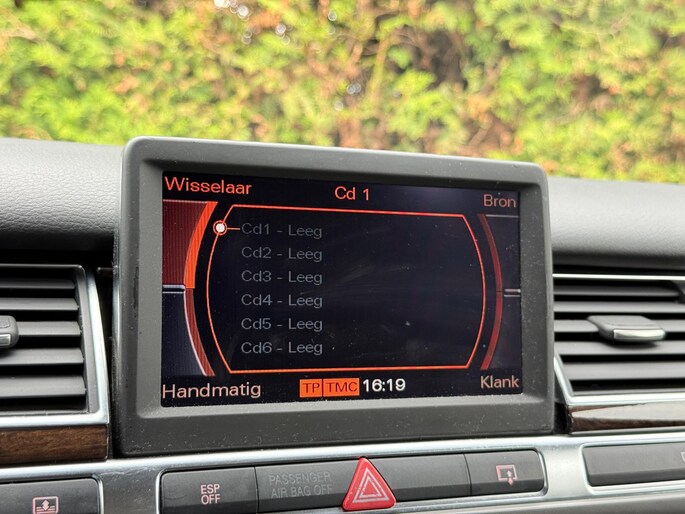 Wisselaar
Cd 1
Bron
Cd1 - Leeg
Cd2 - Leeg
Cd3 - Leeg
Cd4 - Leeg
Cd5 - Leeg
Cd6 - Leeg
Handmatig
TP TMC 16:19
Klank
ESP
OFF
PASSENGER
AIR BAG OFF